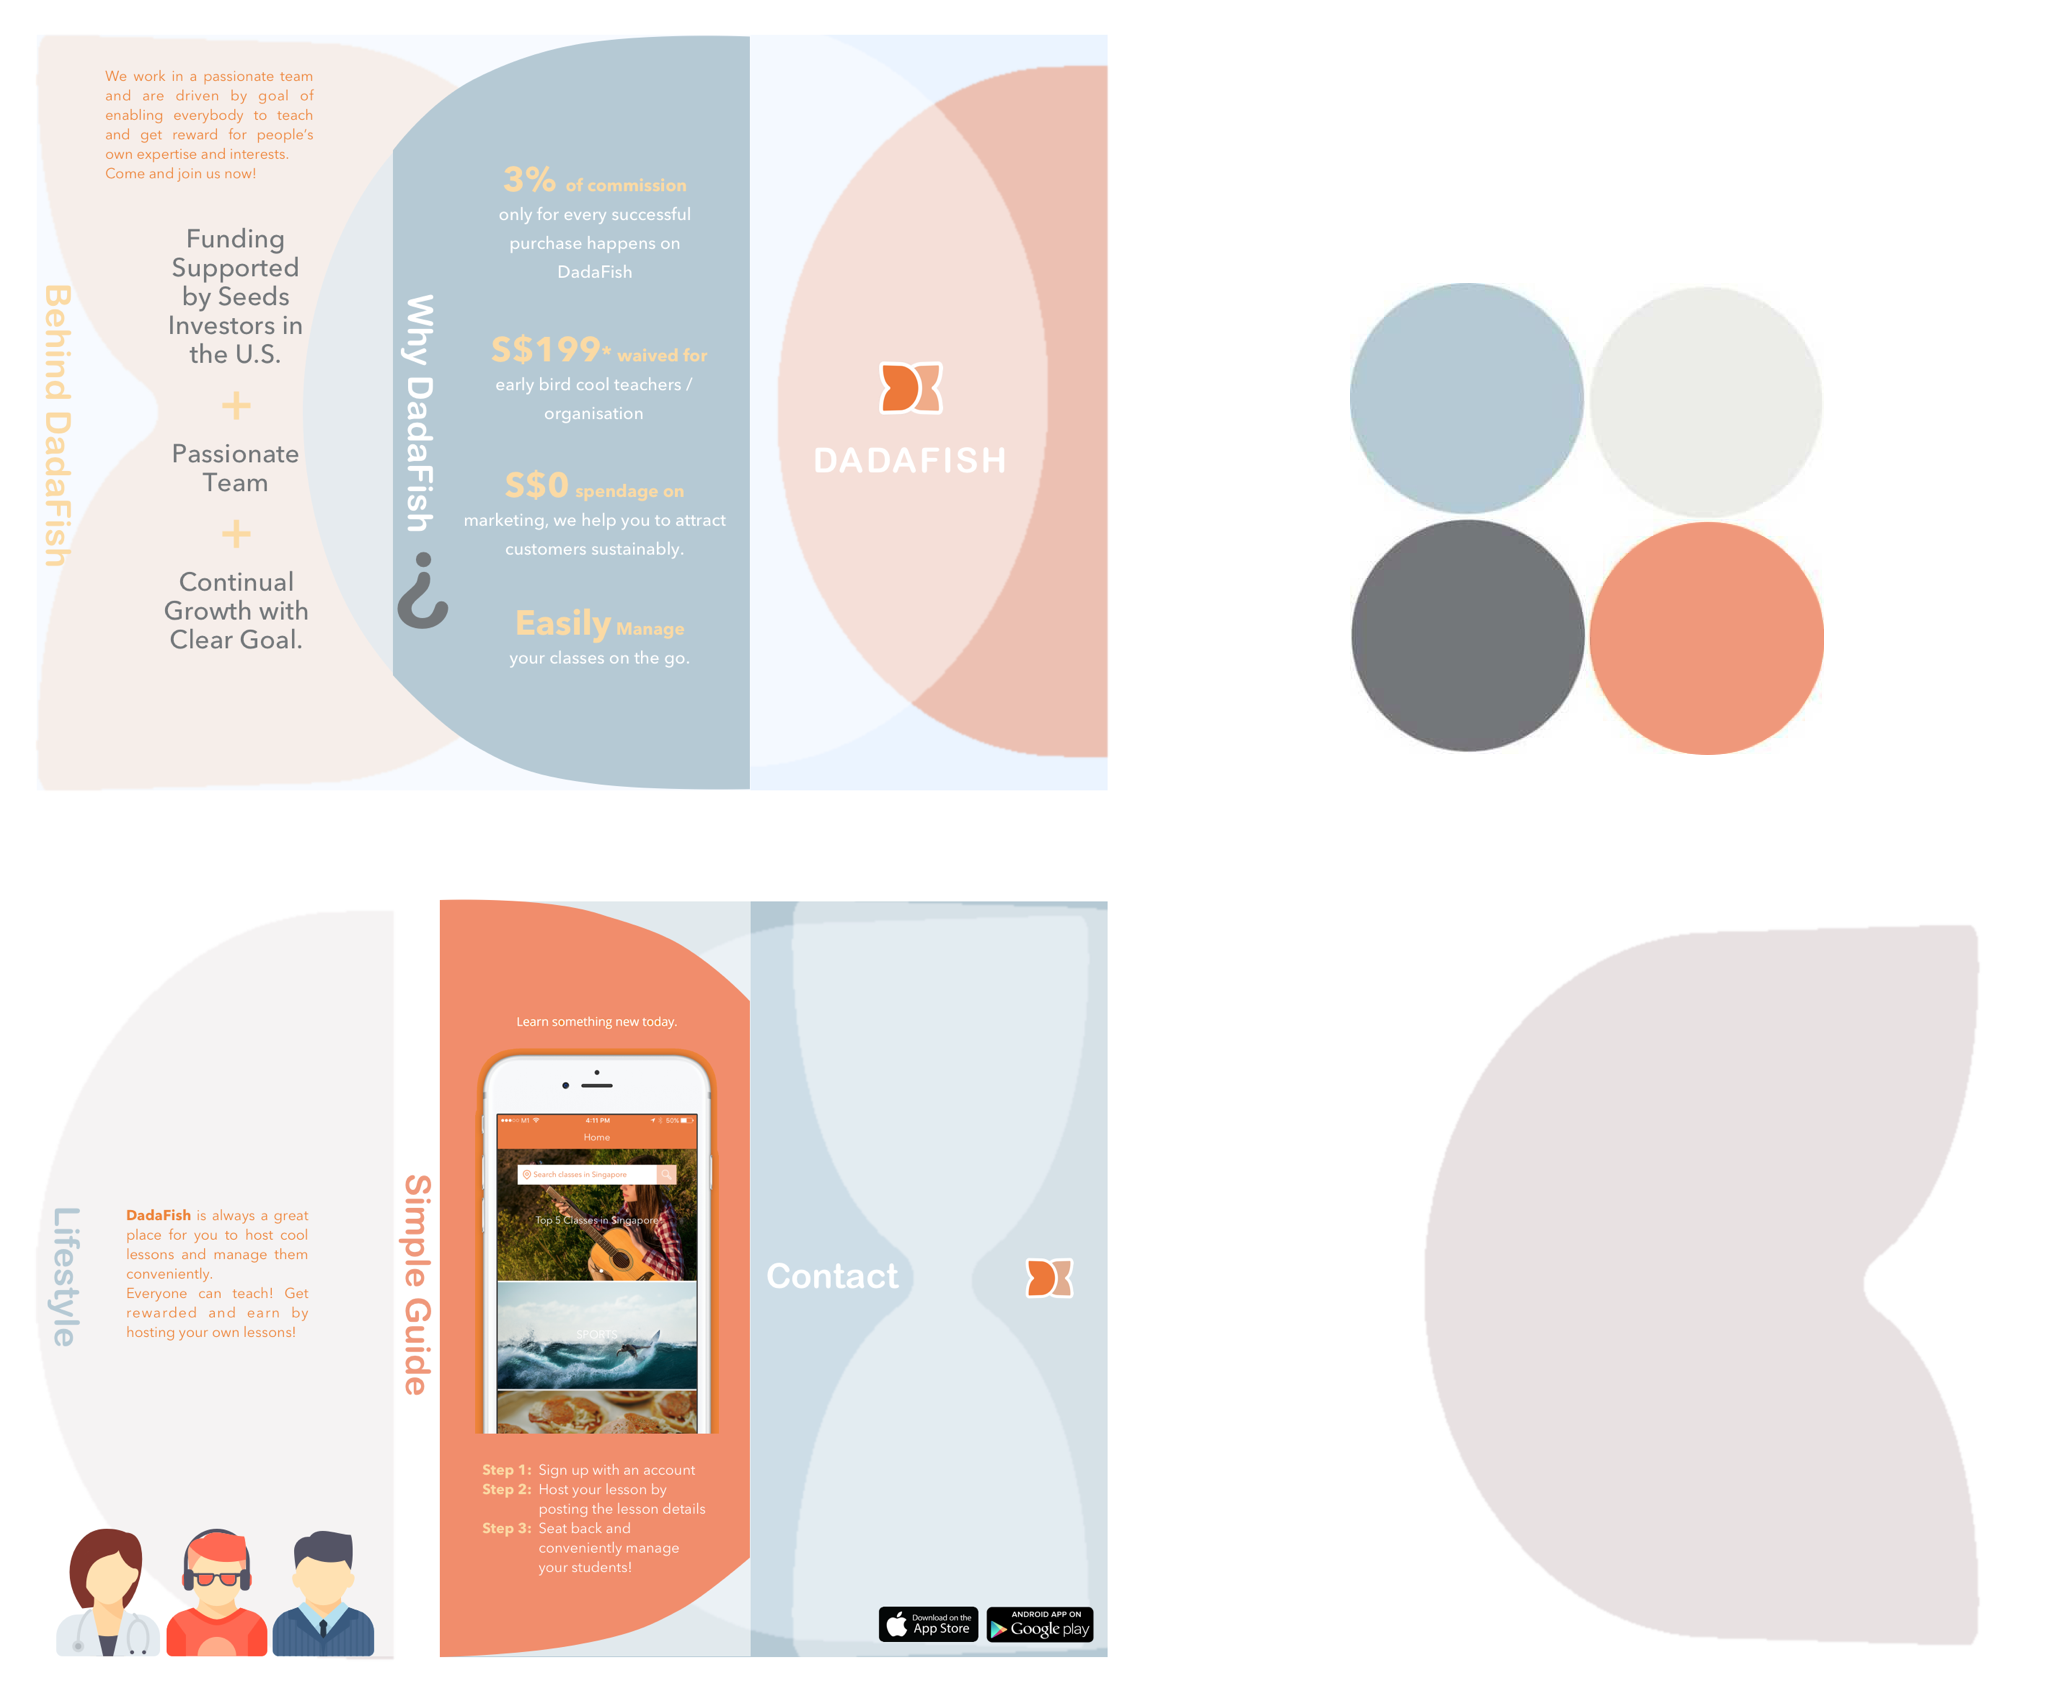 We work in a passionate team
and are driven by goal of
enabling everybody to teach
and get reward for people's
own expertise and interests.
Come and join us now!
Funding
Supported
by Seeds
Investors in
the U.S.
+
Passionate
Team
+
Continual
Growth with
Clear Goal.
Behind DadaFish
Why DadaFish ?
3% of commission
only for every successful
purchase happens on
DadaFish
S$199* waived for
early bird cool teachers /
organisation
S$0 spendage on
marketing, we help you to attract
customers sustainably.
Easily Manage
your classes on the go.
DADAFISH
Lifestyle
DadaFish is always a great
place for you to host cool
lessons and manage them
conveniently.
Everyone can teach! Get
rewarded and earn by
hosting your own lessons!
Simple Guide
Learn something new today.
M1 4:11 PM 50%
Home
Search classes in Singapore
Top 5 Classes in Singapore
SPORTS
Step 1: Sign up with an account
Step 2: Host your lesson by
posting the lesson details
Step 3: Seat back and
conveniently manage
your students!
Contact
Download on the
App Store
ANDROID APP ON
Google play